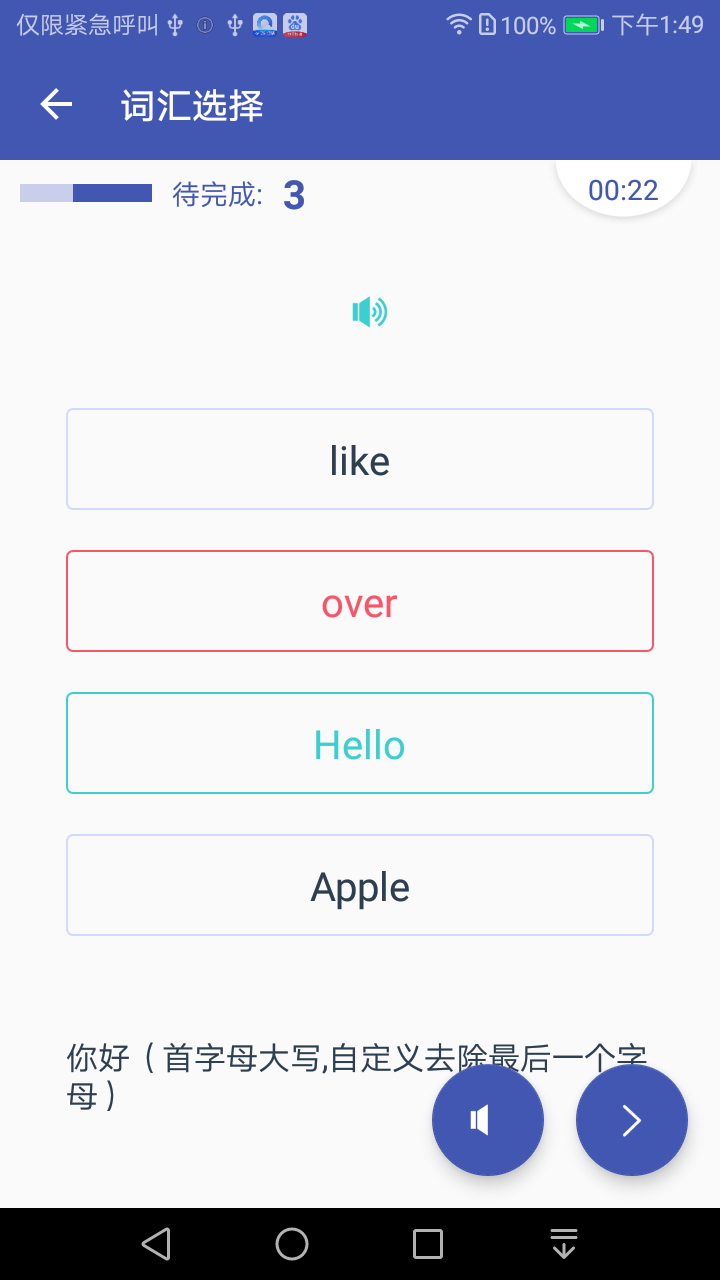 仅限紧急呼叫 100% 下午1:49
词汇选择
待完成: 3 00:22
like
over
Hello
Apple
你好（首字母大写,自定义去除最后一个字
母）